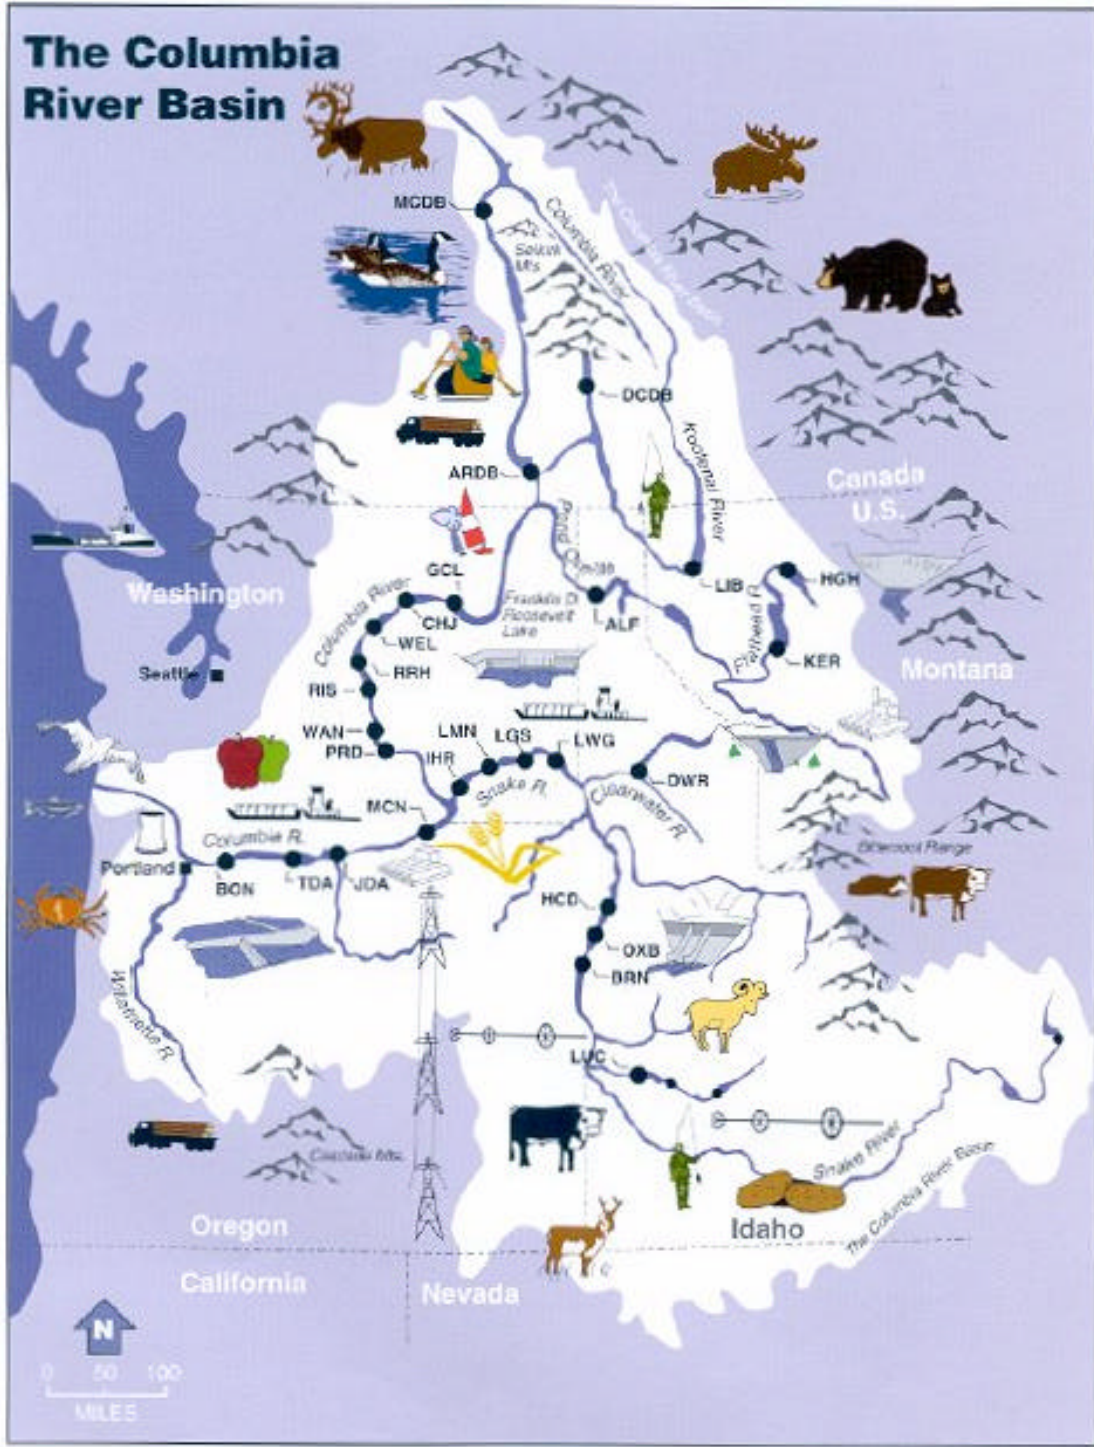 The Columbia
River Basin
MCDB
Columbia River
Selkirk
Mts
DCDB
Kootenai River
ARDB
Canada
U.S.
GCL
Columbia River
CHJ
Franklin D
Roosevelt
Lake
LIB
HGH
Washington
WEL
ALF
Flathead R.
KER
Montana
Seattle
RRH
RIS
WAN
LMN
LGS
LWG
PRD
IHR
DWR
Snake R.
Clearwater R.
MCN
Columbia R.
Bitterroot Range
Portland
BON
TDA
JDA
HCD
OXB
BRN
Willamette R.
LUC
Cascade Mts.
Snake River
The Columbia River Basin
Oregon
Idaho
California
Nevada
N
0 50 100
MILES